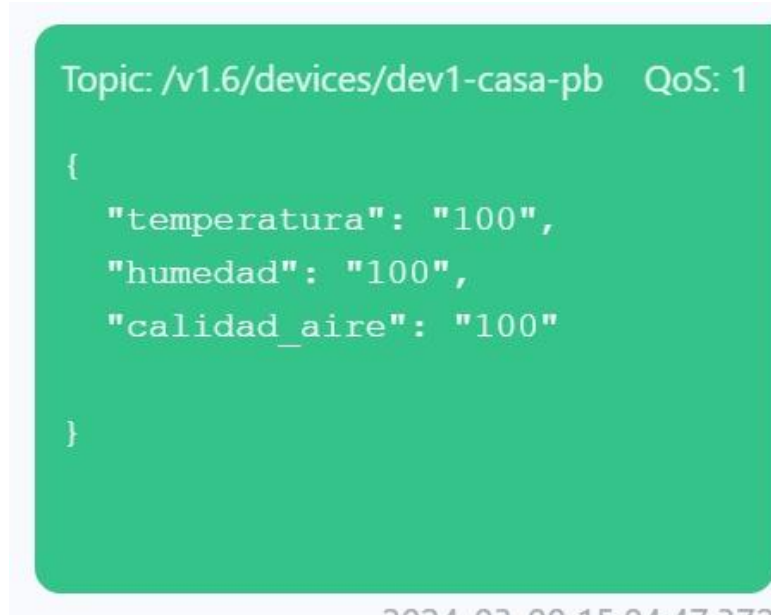 Topic: /v1.6/devices/dev1-casa-pb QoS: 1
{
"temperatura": "100",
"humedad": "100",
"calidad_aire": "100"
}